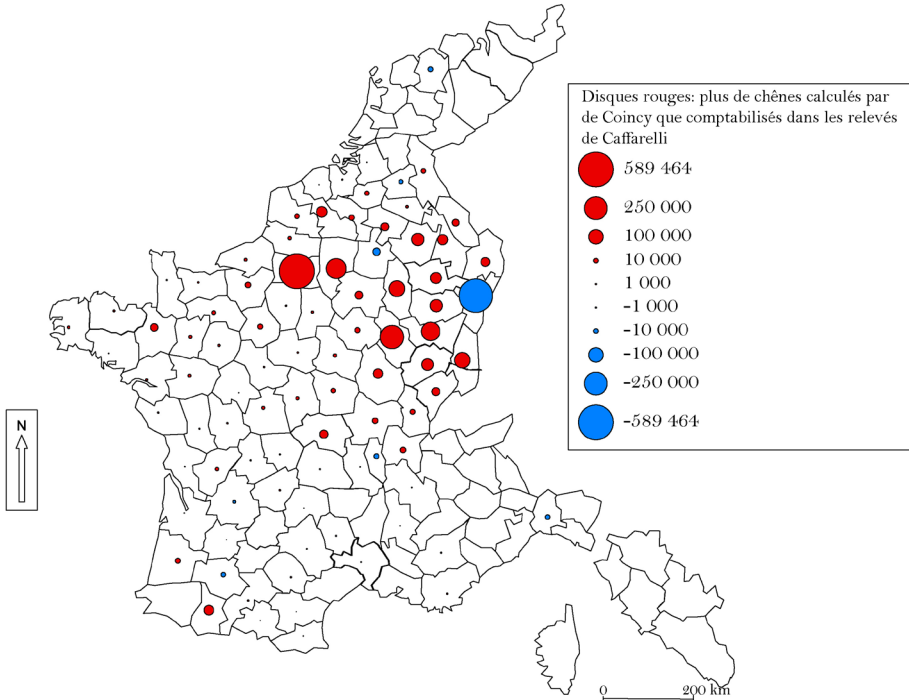 Disques rouges: plus de chênes calculés par
de Coincy que comptabilisés dans les relevés
de Caffarelli
589 464
250 000
100 000
10 000
1 000
-1 000
-10 000
-100 000
-250 000
-589 464
N
0 200 km